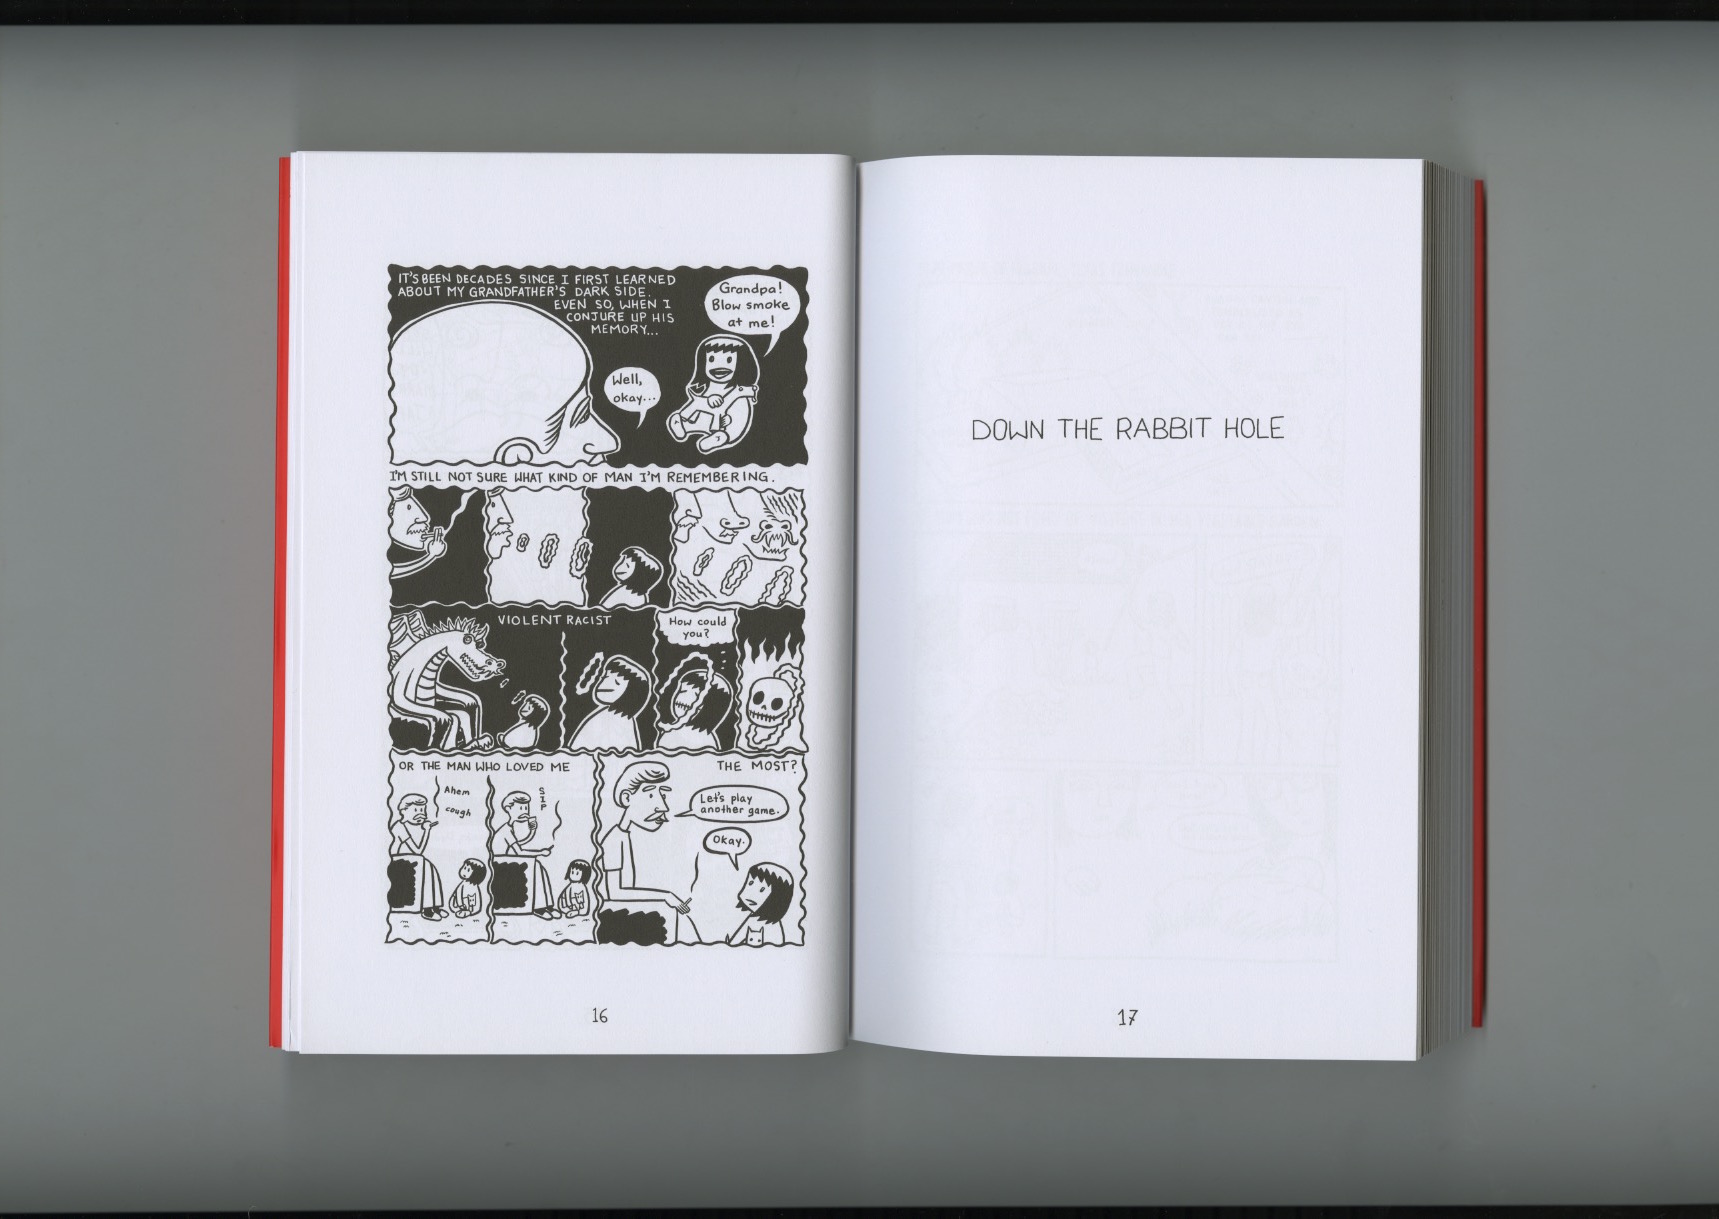 IT'S BEEN DECADES SINCE I FIRST LEARNED
ABOUT MY GRANDFATHER'S DARK SIDE.
EVEN SO, WHEN I
CONJURE UP HIS
MEMORY...
Grandpa!
Blow smoke
at me!
Well,
okay...
I'M STILL NOT SURE WHAT KIND OF MAN I'M REMEMBERING.
VIOLENT RACIST
How could
you?
OR THE MAN WHO LOVED ME
THE MOST?
Ahem
cough
SIP
Let's play
another game.
Okay.
16
DOWN THE RABBIT HOLE
17